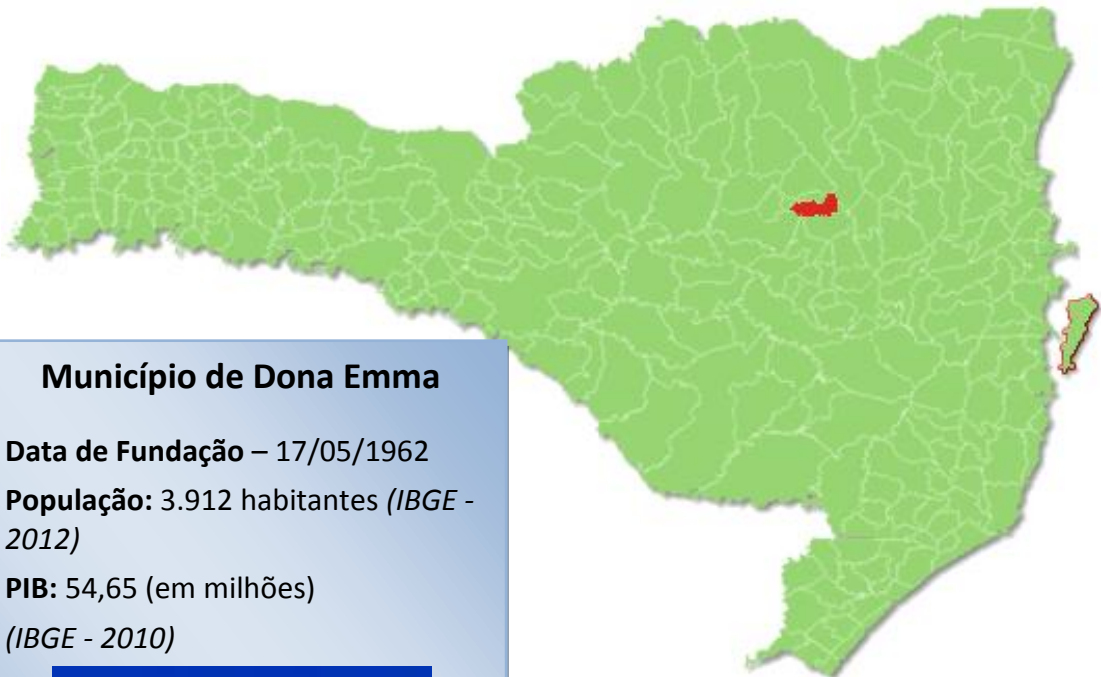 Município de Dona Emma
Data de Fundação – 17/05/1962
População: 3.912 habitantes (IBGE -
2012)
PIB: 54,65 (em milhões)
(IBGE - 2010)